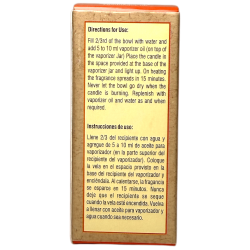 Directions for Use:
Fill 2/3rd of the bowl with water and
add 5 to 10 ml vaporizer oil (on top of
the vaporizer Jar) Place the candle in
the space provided at the base of the
vaporizer jar and light up. On heating
the fragrance spreads in 15 minutes.
Never let the bowl go dry when the
candle is burning. Replenish with
vaporizer oil and water as and when
required.
Instrucciones de uso:
Llene 2/3 del recipiente con agua y
agregue de 5 a 10 ml de aceite para
vaporizador (en la parte superior del
recipiente del vaporizador). Coloque
la vela en el espacio provisto en la
base del recipiente del vaporizador y
enciéndala. Al calentarse, la fragrancia
se esparce en 15 minutos. Nunca
deje que el recipiente se seque
cuando la vela está encendida. Vuelva
a llenar con aceite para vaporizador y
agua cuando sea necesario.